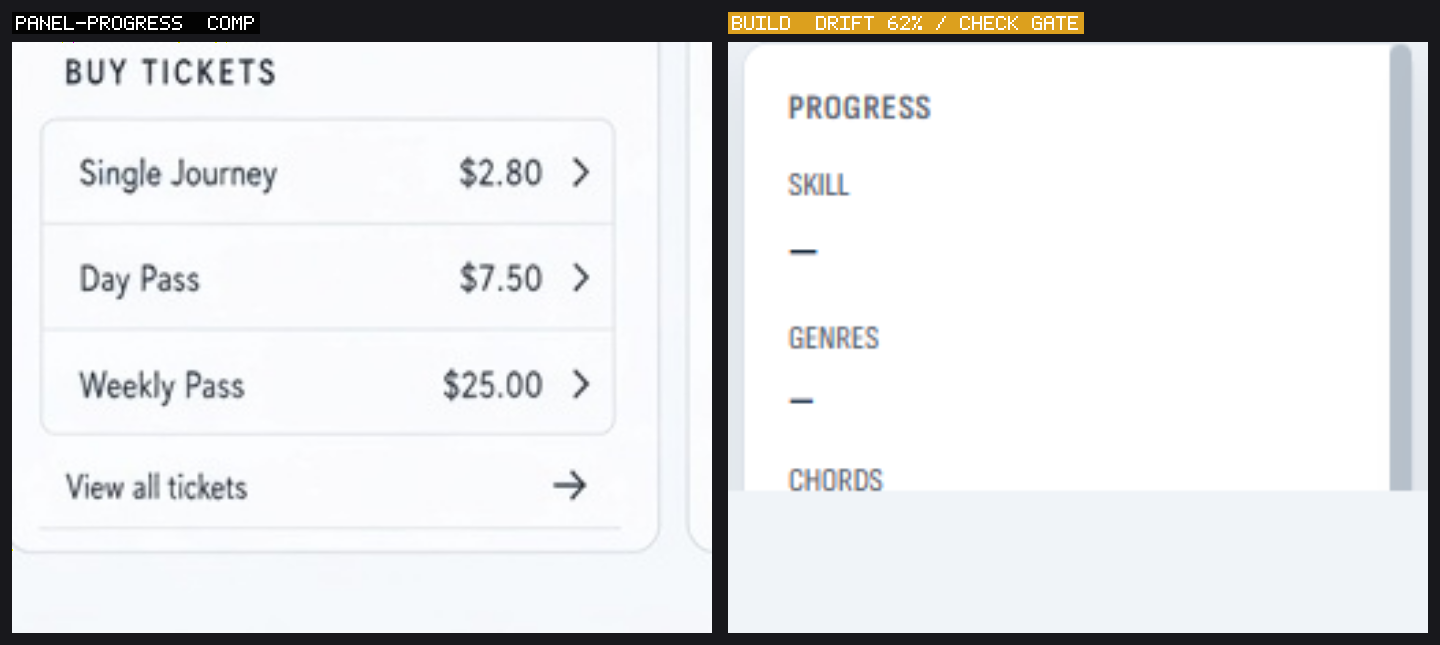 PANEL-PROGRESS COMP
BUY TICKETS
Single Journey $2.80 >
Day Pass $7.50 >
Weekly Pass $25.00 >
View all tickets →
BUILD DRIFT 62% / CHECK GATE
PROGRESS
SKILL
—
GENRES
—
CHORDS